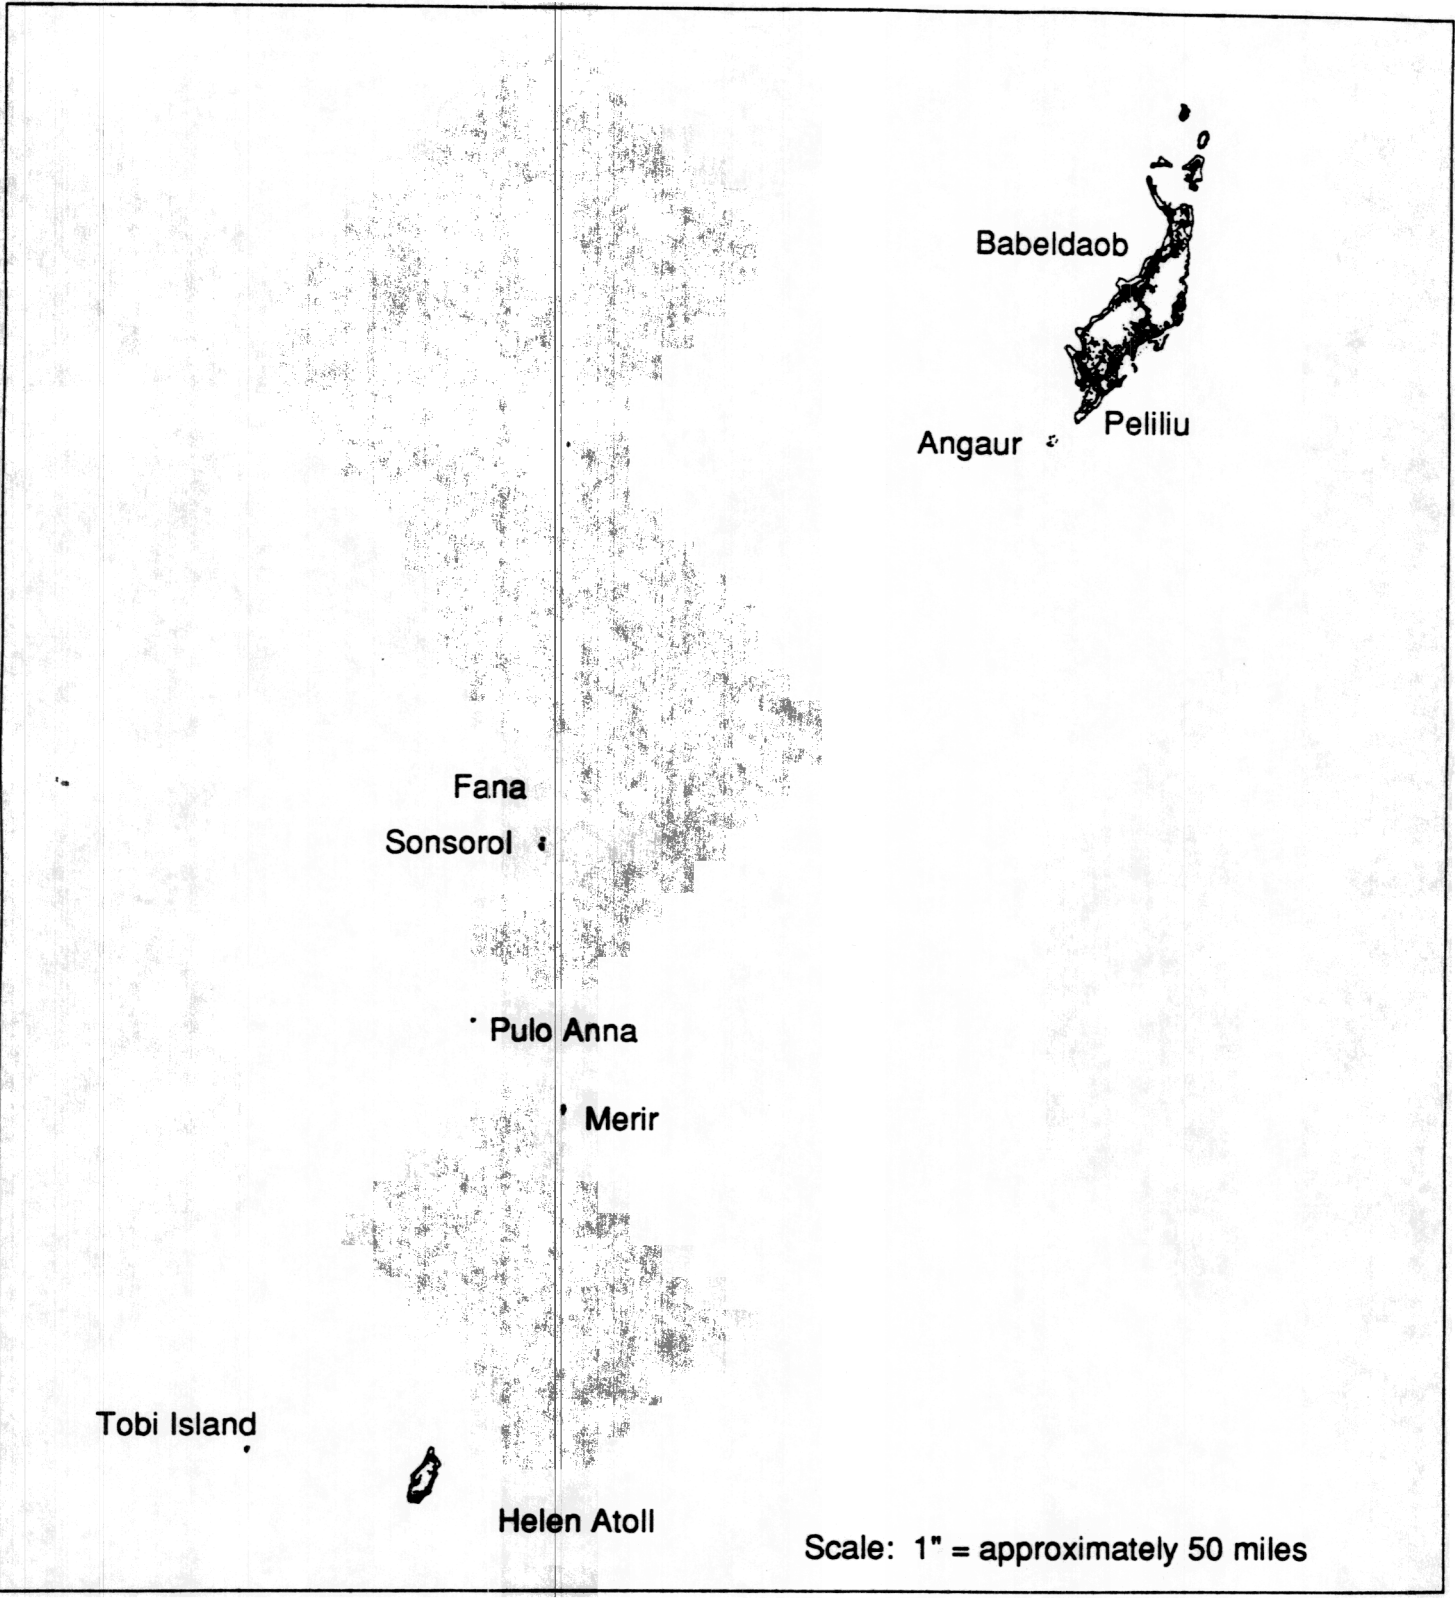 Babeldaob
Peliliu
Angaur
Fana
Sonsorol
Pulo Anna
Merir
Tobi Island
Helen Atoll
Scale: 1" = approximately 50 miles